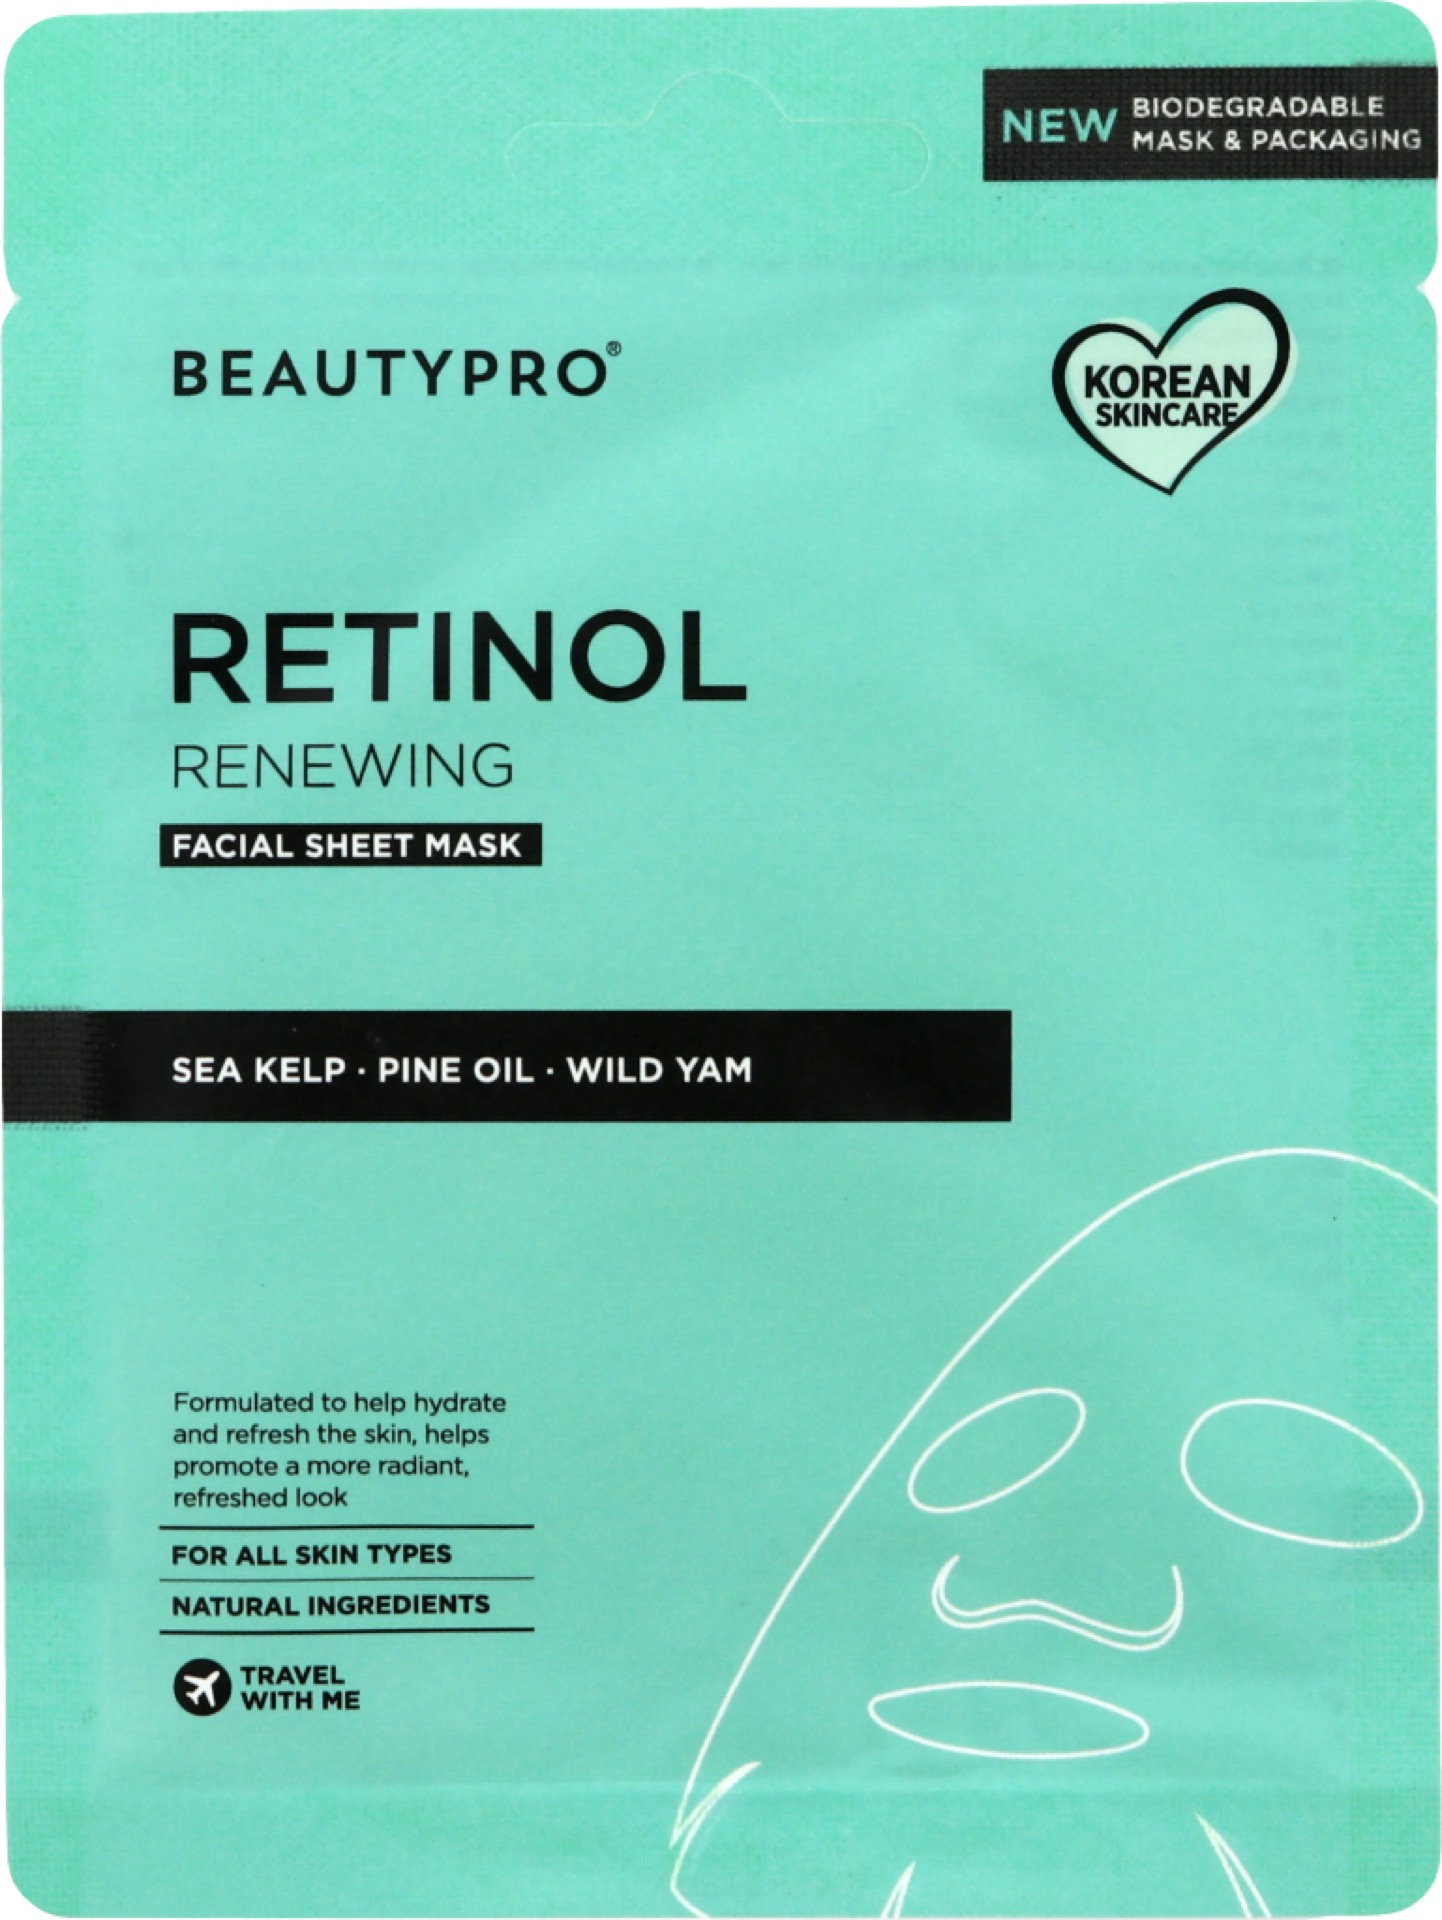 NEW BIODEGRADABLE
MASK & PACKAGING
BEAUTYPRO®
KOREAN
SKINCARE
RETINOL
RENEWING
FACIAL SHEET MASK
SEA KELP · PINE OIL · WILD YAM
Formulated to help hydrate
and refresh the skin, helps
promote a more radiant,
refreshed look
FOR ALL SKIN TYPES
NATURAL INGREDIENTS
TRAVEL
WITH ME